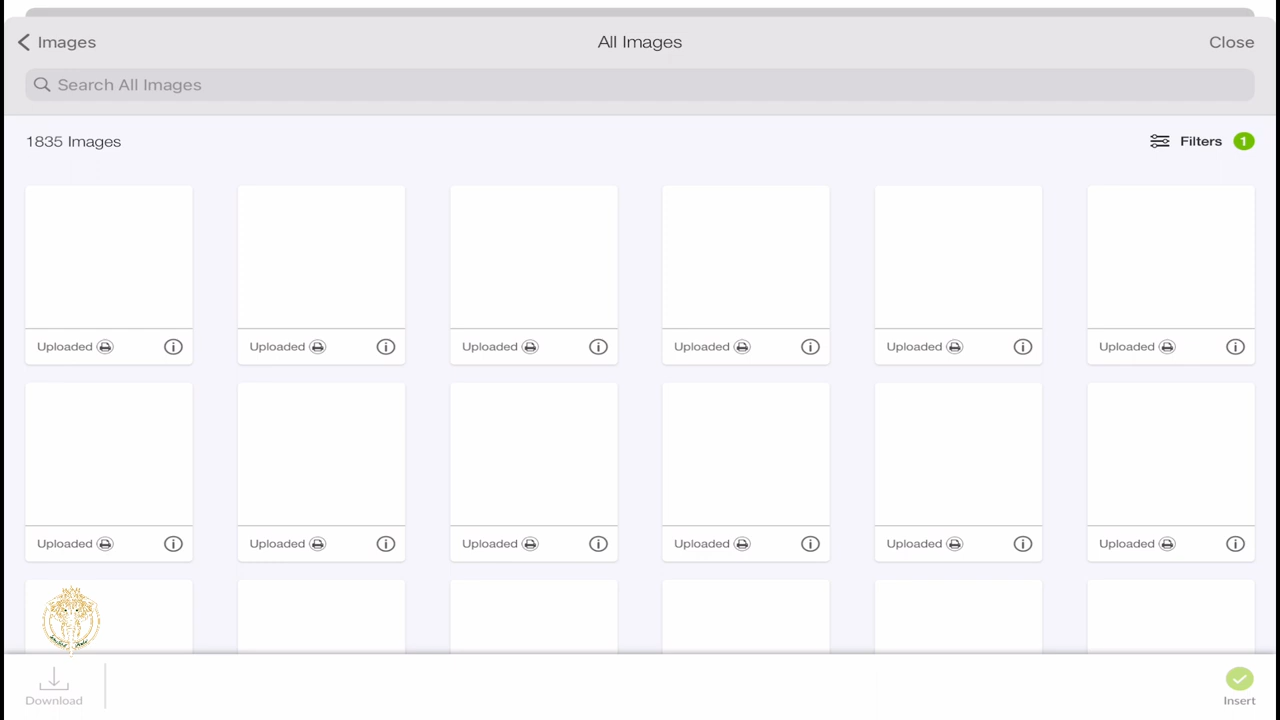 Images All Images Close
Search All Images
1835 Images Filters 1
Uploaded Uploaded Uploaded Uploaded Uploaded Uploaded
Uploaded Uploaded Uploaded Uploaded Uploaded Uploaded
Download Insert